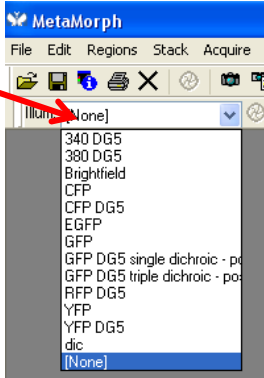 MetaMorph
File Edit Regions Stack Acquire
[None]
340 DG5
380 DG5
Brightfield
CFP
CFP DG5
EGFP
GFP
GFP DG5 single dichroic - po
GFP DG5 triple dichroic - po
RFP DG5
YFP
YFP DG5
dic
[None]